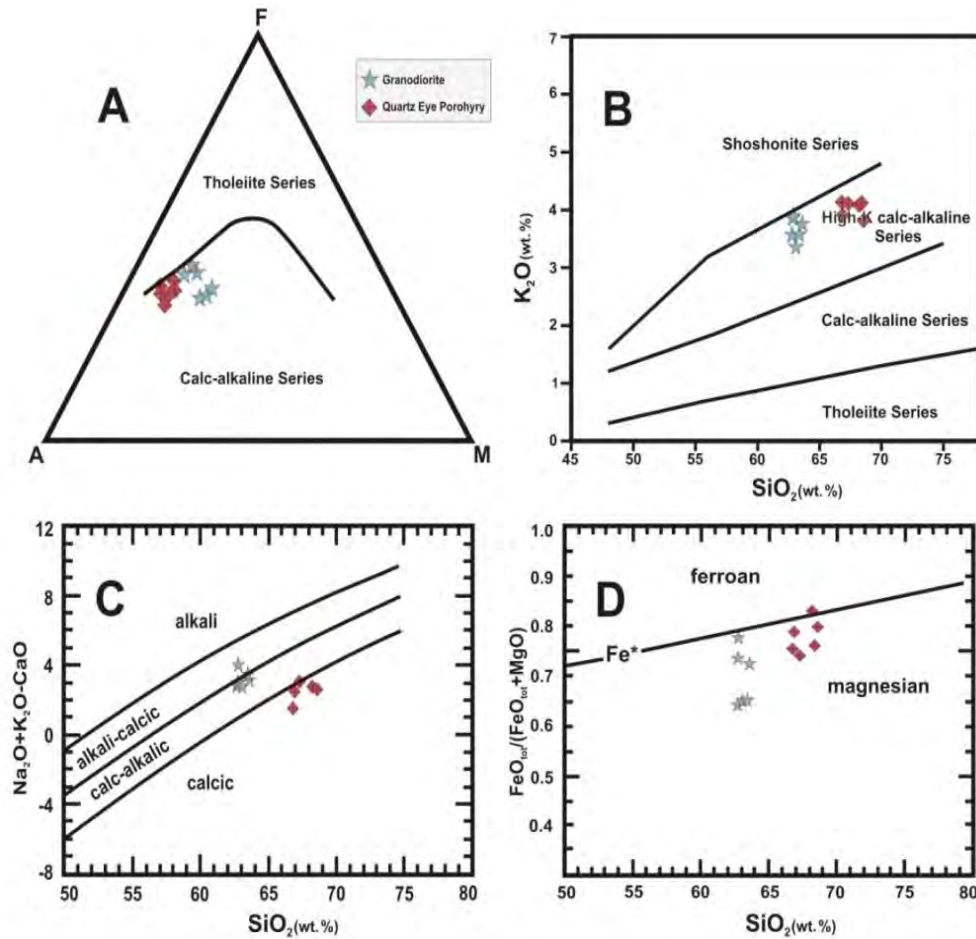 F
A
Granodiorite
Quartz Eye Porohyry
Tholeiite Series
Calc-alkaline Series
A
M
B
K₂O (wt.%)
7
6
5
4
3
2
1
0
Shoshonite Series
High-K calc-alkaline
Series
Calc-alkaline Series
Tholeiite Series
45 50 55 60 65 70 75
SiO₂(wt.%)
C
Na₂O+K₂O-CaO
12
8
4
0
-4
-8
alkali
alkali-calcic
calc-alkalic
calcic
50 55 60 65 70 75 80
SiO₂(wt.%)
D
FeOtot/(FeOtot+MgO)
1.0
0.9
0.8
0.7
0.6
0.5
0.4
ferroan
Fe*
magnesian
50 55 60 65 70 75 80
SiO₂(wt.%)